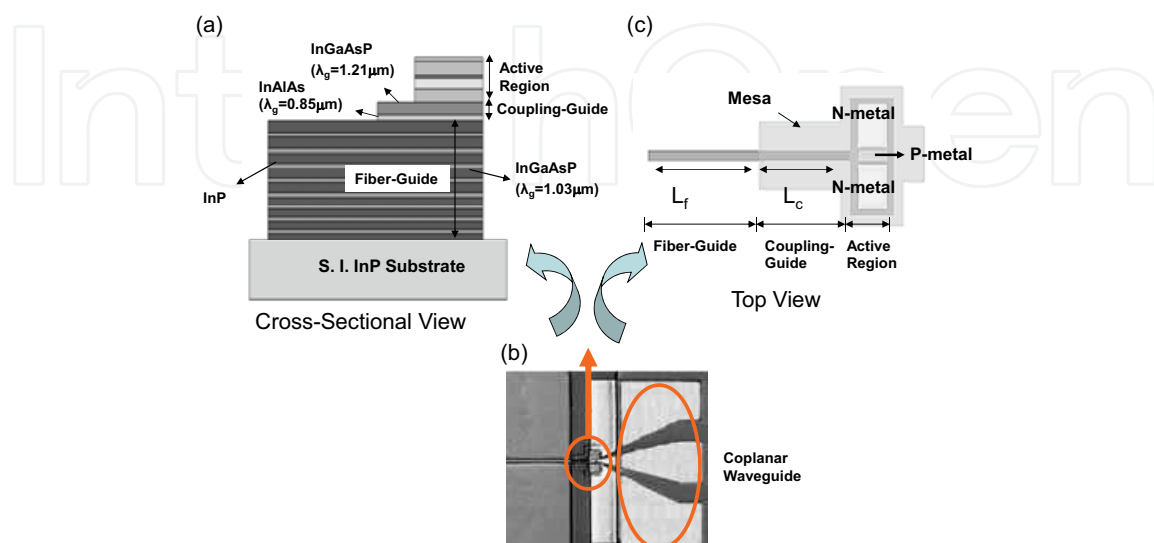 (a)
InGaAsP
(λg=1.21μm)
InAlAs
(λg=0.85μm)
Active
Region
Coupling-Guide
Fiber-Guide
InP
InGaAsP
(λg=1.03μm)
S. I. InP Substrate
Cross-Sectional View
(c)
Mesa
N-metal
P-metal
N-metal
Lf
Lc
Fiber-Guide
Coupling-
Guide
Active
Region
Top View
(b)
Coplanar
Waveguide